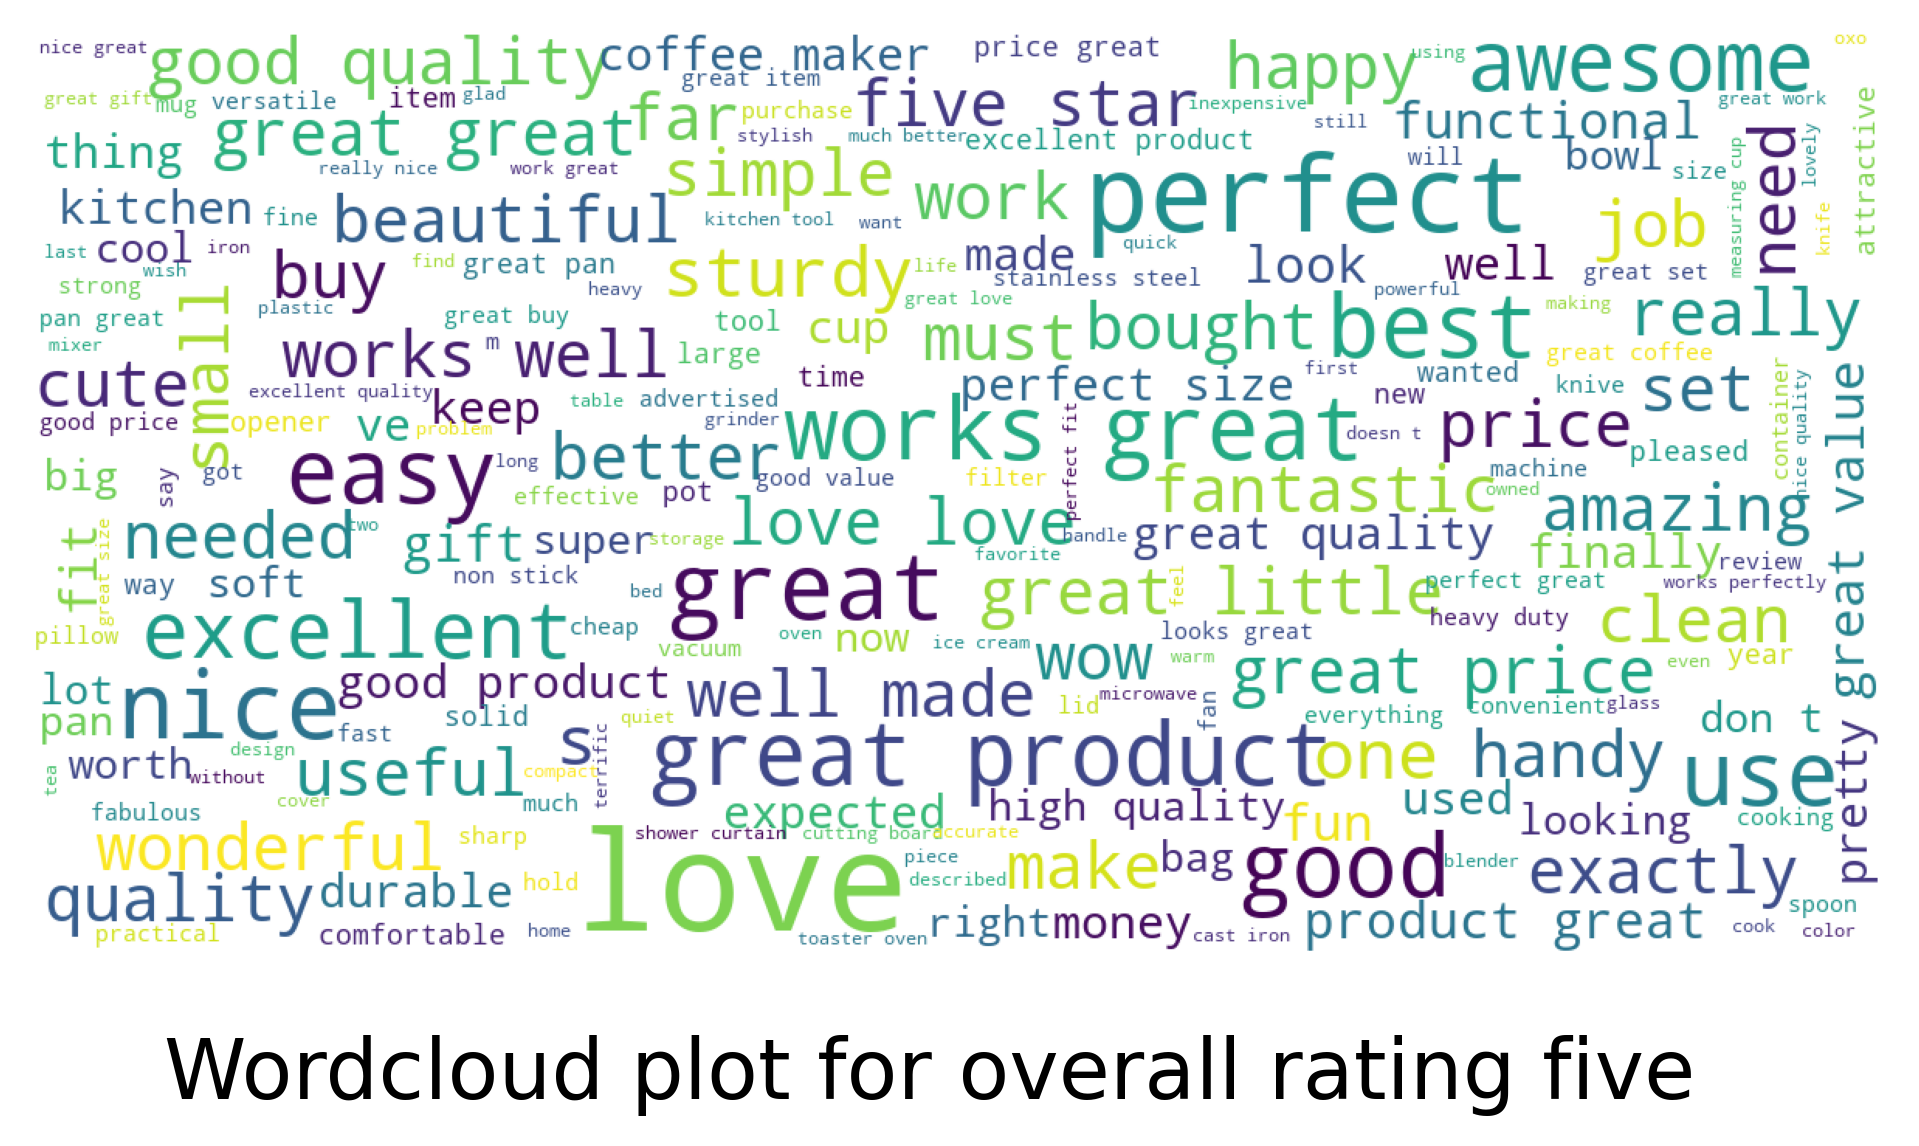 nice great
good quality
coffee maker
price great
happy
using
awesome
oxo
great item
great gift
mug
versatile
item
glad
far
purchase
five star
inexpensive
great work
functional
still
thing
great great
stylish
much better
excellent product
need
lovely
attractive
measuring cup
really nice
work great
simple
work
perfect
will
bowl
size
kitchen
fine
beautiful
kitchen tool
want
job
knife
last
cool
iron
wish
buy
find
great pan
sturdy
life
made
quick
look
well
great set
strong
plastic
heavy
great love
stainless steel
powerful
making
small
pan great
mixer
great buy
tool
cup
must
bought
best
really
works well
m
large
time
great coffee
cute
excellent quality
keep
table
advertised
perfect size
first
wanted
knive
set
container
nice quality
good price
opener
ve
problem
grinder
works great
perfect fit
new
doesn t
price
pleased
pretty great value
big
say
got
easy
long
better
good value
filter
fantastic
machine
effective
pot
owned
amazing
fit
great size
needed
two
gift
super
storage
love love
favorite
handle
great quality
finally
review
way
soft
non stick
bed
great
great little
feel
perfect great
works perfectly
pillow
excellent
cheap
vacuum
oven
now
ice cream
looks great
heavy duty
clean
wow
warm
great price
even
year
lot
nice
good product
well made
lid
microwave
fan
convenient
glass
pan
fast
solid
quiet
everything
don t
worth
without
design
s
terrific
great product
one
handy
use
tea
useful
compact
cover
much
fabulous
expected
high quality
fun
used
looking
cooking
wonderful
sharp
shower curtain
cutting board
accurate
love
piece
described
make
bag
good
blender
exactly
quality
durable
hold
practical
comfortable
home
toaster oven
right
money
cast iron
product great
spoon
cook
color
Wordcloud plot for overall rating five